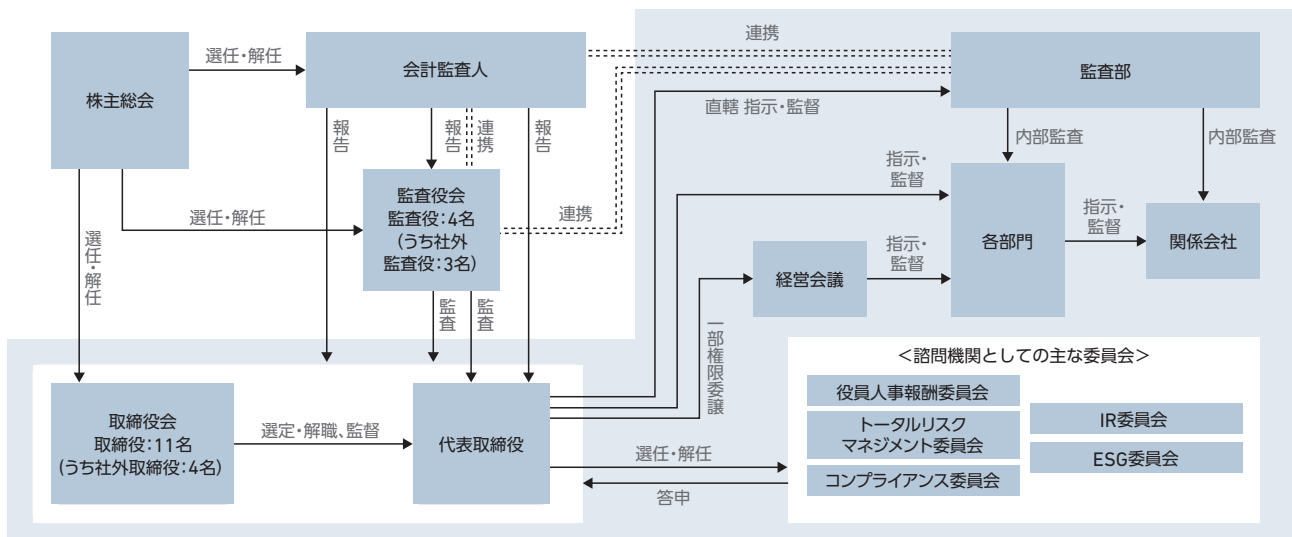 株主総会
選任・解任
会計監査人
連携
監査部
直轄 指示・監督
報告
報告
連携
報告
内部監査
内部監査
選任・解任
監査役会
監査役：4名
(うち社外
監査役：3名)
連携
指示・
監督
各部門
指示・
監督
関係会社
選任・解任
経営会議
指示・
監督
監査
監査
一部権限委譲
取締役会
取締役：11名
(うち社外取締役：4名)
選定・解職、監督
代表取締役
選任・解任
答申
＜諮問機関としての主な委員会＞
役員人事報酬委員会
トータルリスク
マネジメント委員会
コンプライアンス委員会
IR委員会
ESG委員会